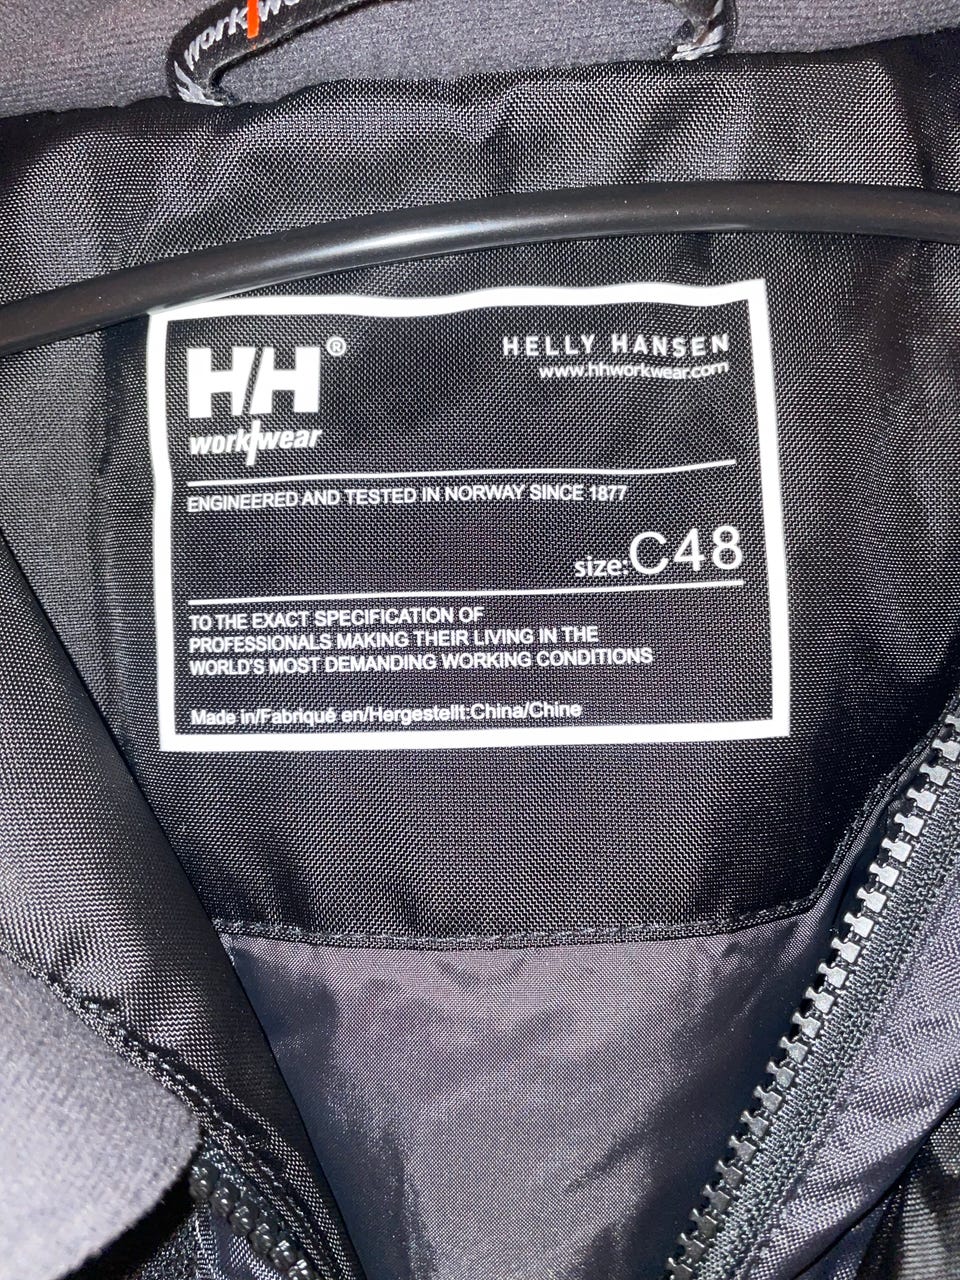 workwear
HH®
work/wear
HELLY HANSEN
www.hhworkwear.com
ENGINEERED AND TESTED IN NORWAY SINCE 1877
size:C48
TO THE EXACT SPECIFICATION OF
PROFESSIONALS MAKING THEIR LIVING IN THE
WORLD'S MOST DEMANDING WORKING CONDITIONS
Made in/Fabriqué en/Hergestellt:China/Chine